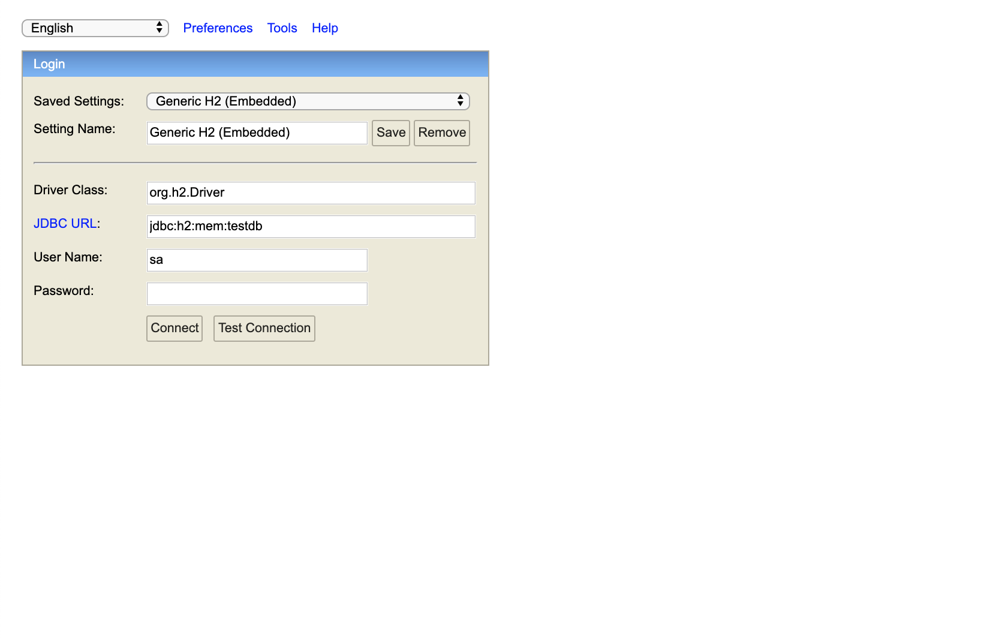 English Preferences Tools Help
Login
Saved Settings: Generic H2 (Embedded)
Setting Name: Generic H2 (Embedded) Save Remove
Driver Class: org.h2.Driver
JDBC URL: jdbc:h2:mem:testdb
User Name: sa
Password:
Connect Test Connection